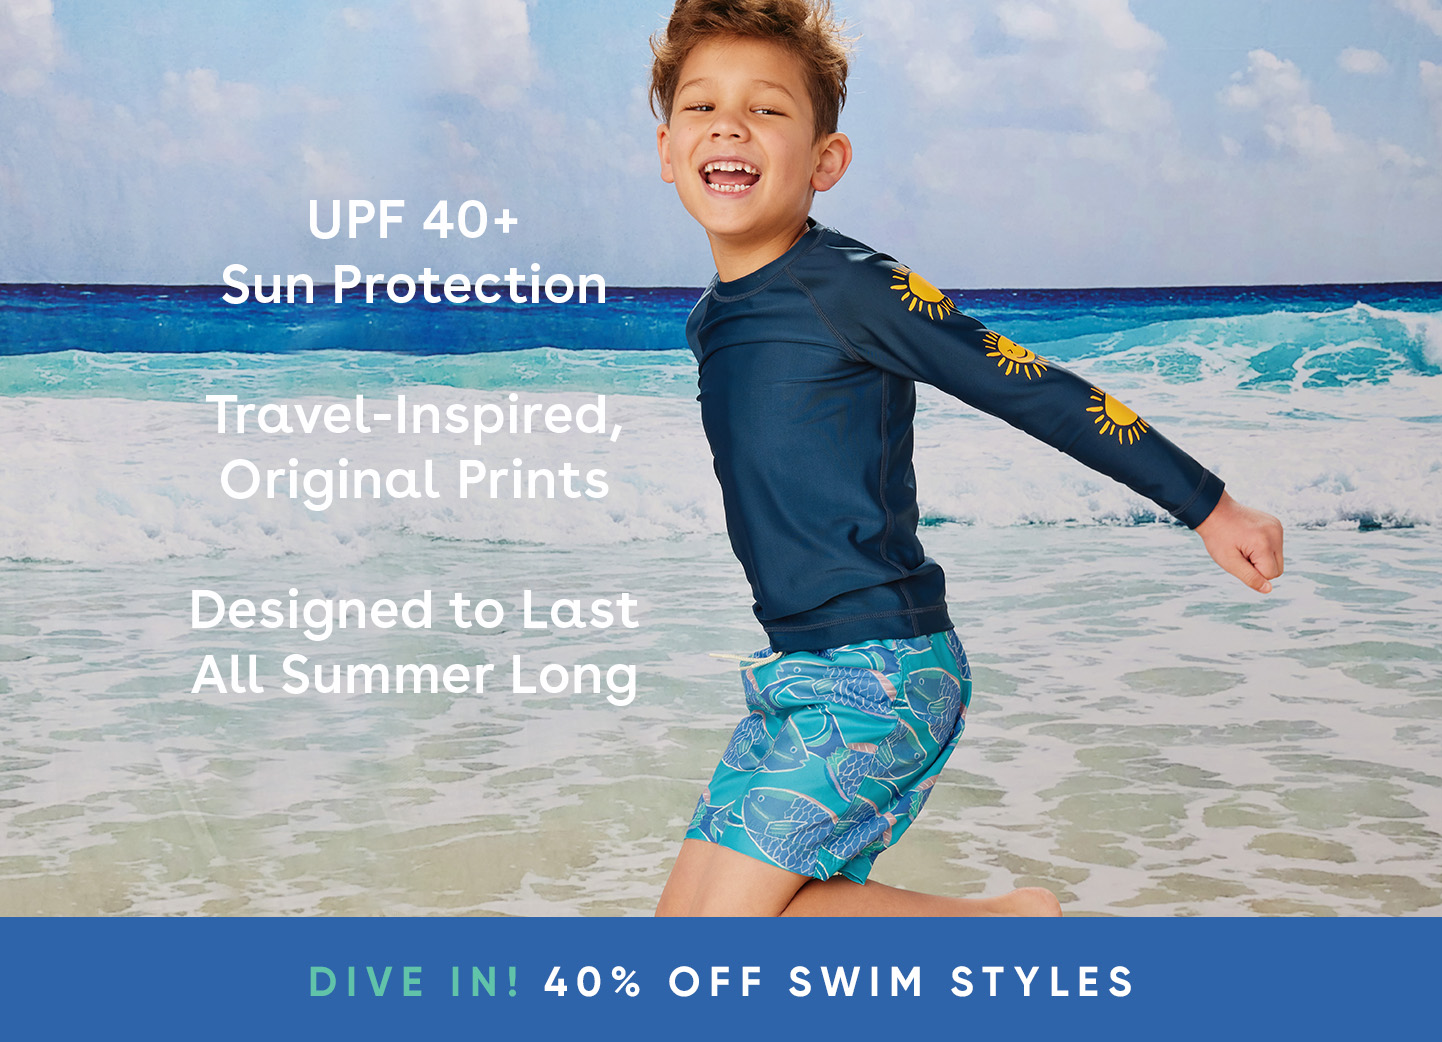 UPF 40+
Sun Protection
Travel-Inspired,
Original Prints
Designed to Last
All Summer Long
DIVE IN! 40% OFF SWIM STYLES